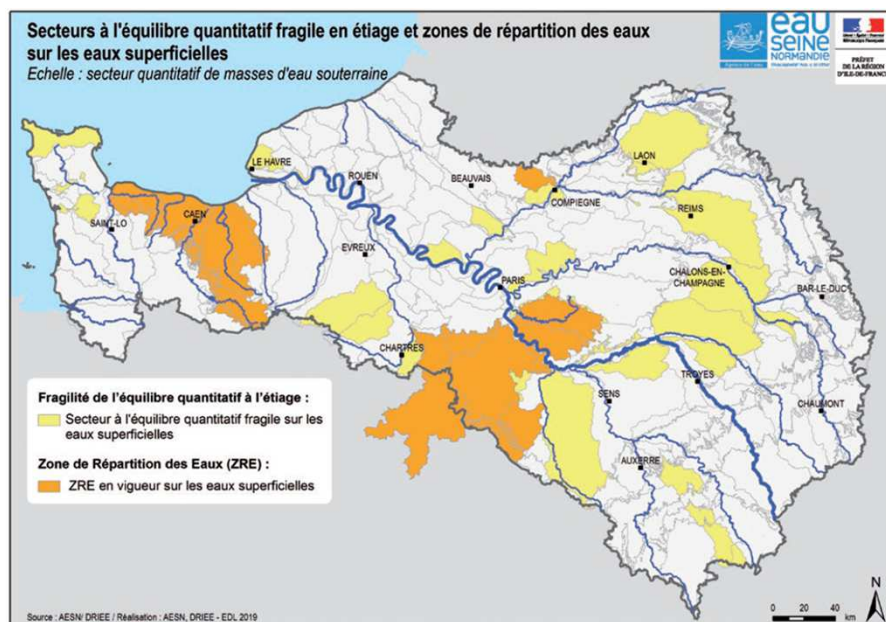 Secteurs à l'équilibre quantitatif fragile en étiage et zones de répartition des eaux
sur les eaux superficielles
Echelle : secteur quantitatif de masses d'eau souterraine
eau
SEINE
NORMANDIE
PRÉFET
DE LA RÉGION
D'ILE-DE-FRANCE
LE HAVRE
ROUEN
BEAUVAIS
COMPIEGNE
LAON
REIMS
SAINT-LO
CAEN
EVREUX
PARIS
CHALONS-EN-
CHAMPAGNE
BAR-LE-DUC
CHARTRES
SENS
TROYES
CHAUMONT
AUXERRE
Fragilité de l'équilibre quantitatif à l'étiage :
Secteur à l'équilibre quantitatif fragile sur les
eaux superficielles
Zone de Répartition des Eaux (ZRE) :
ZRE en vigueur sur les eaux superficielles
N
0 20 40
km
Source : AESN/ DRIEE / Réalisation : AESN, DRIEE - EDL 2019